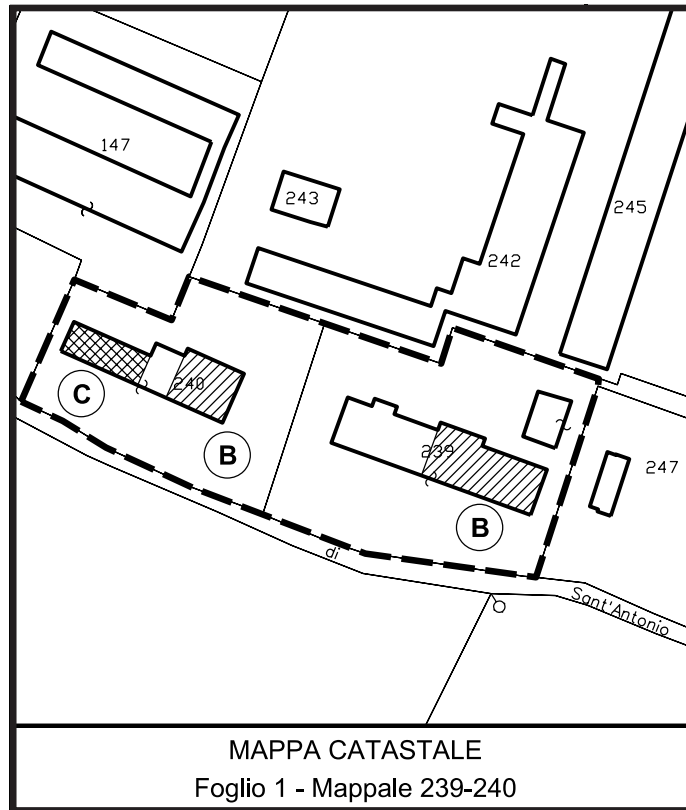 147
243
245
242
240
C
B
239
247
B
di
Sant'Antonio
MAPPA CATASTALE
Foglio 1 - Mappale 239-240